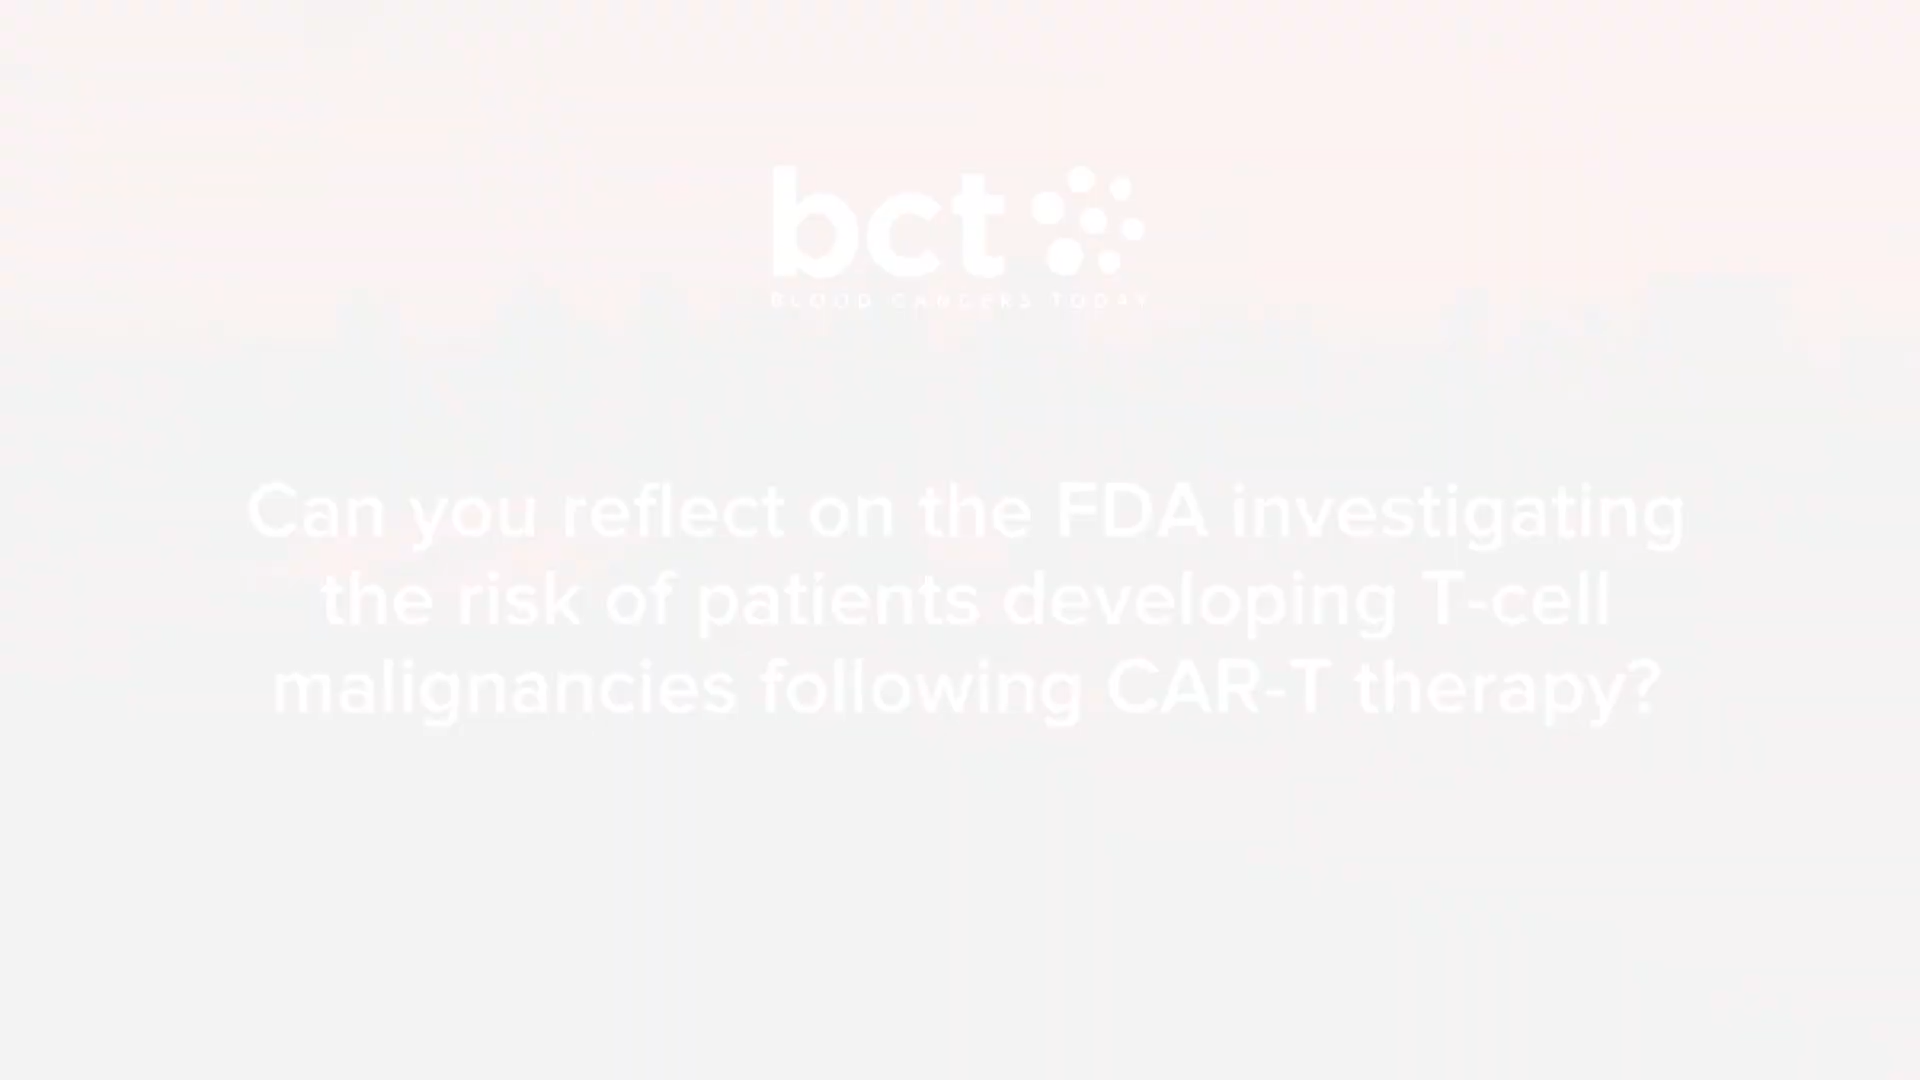 bct
BLOOD CANCERS TODAY
Can you reflect on the FDA investigating
the risk of patients developing T-cell
malignancies following CAR-T therapy?